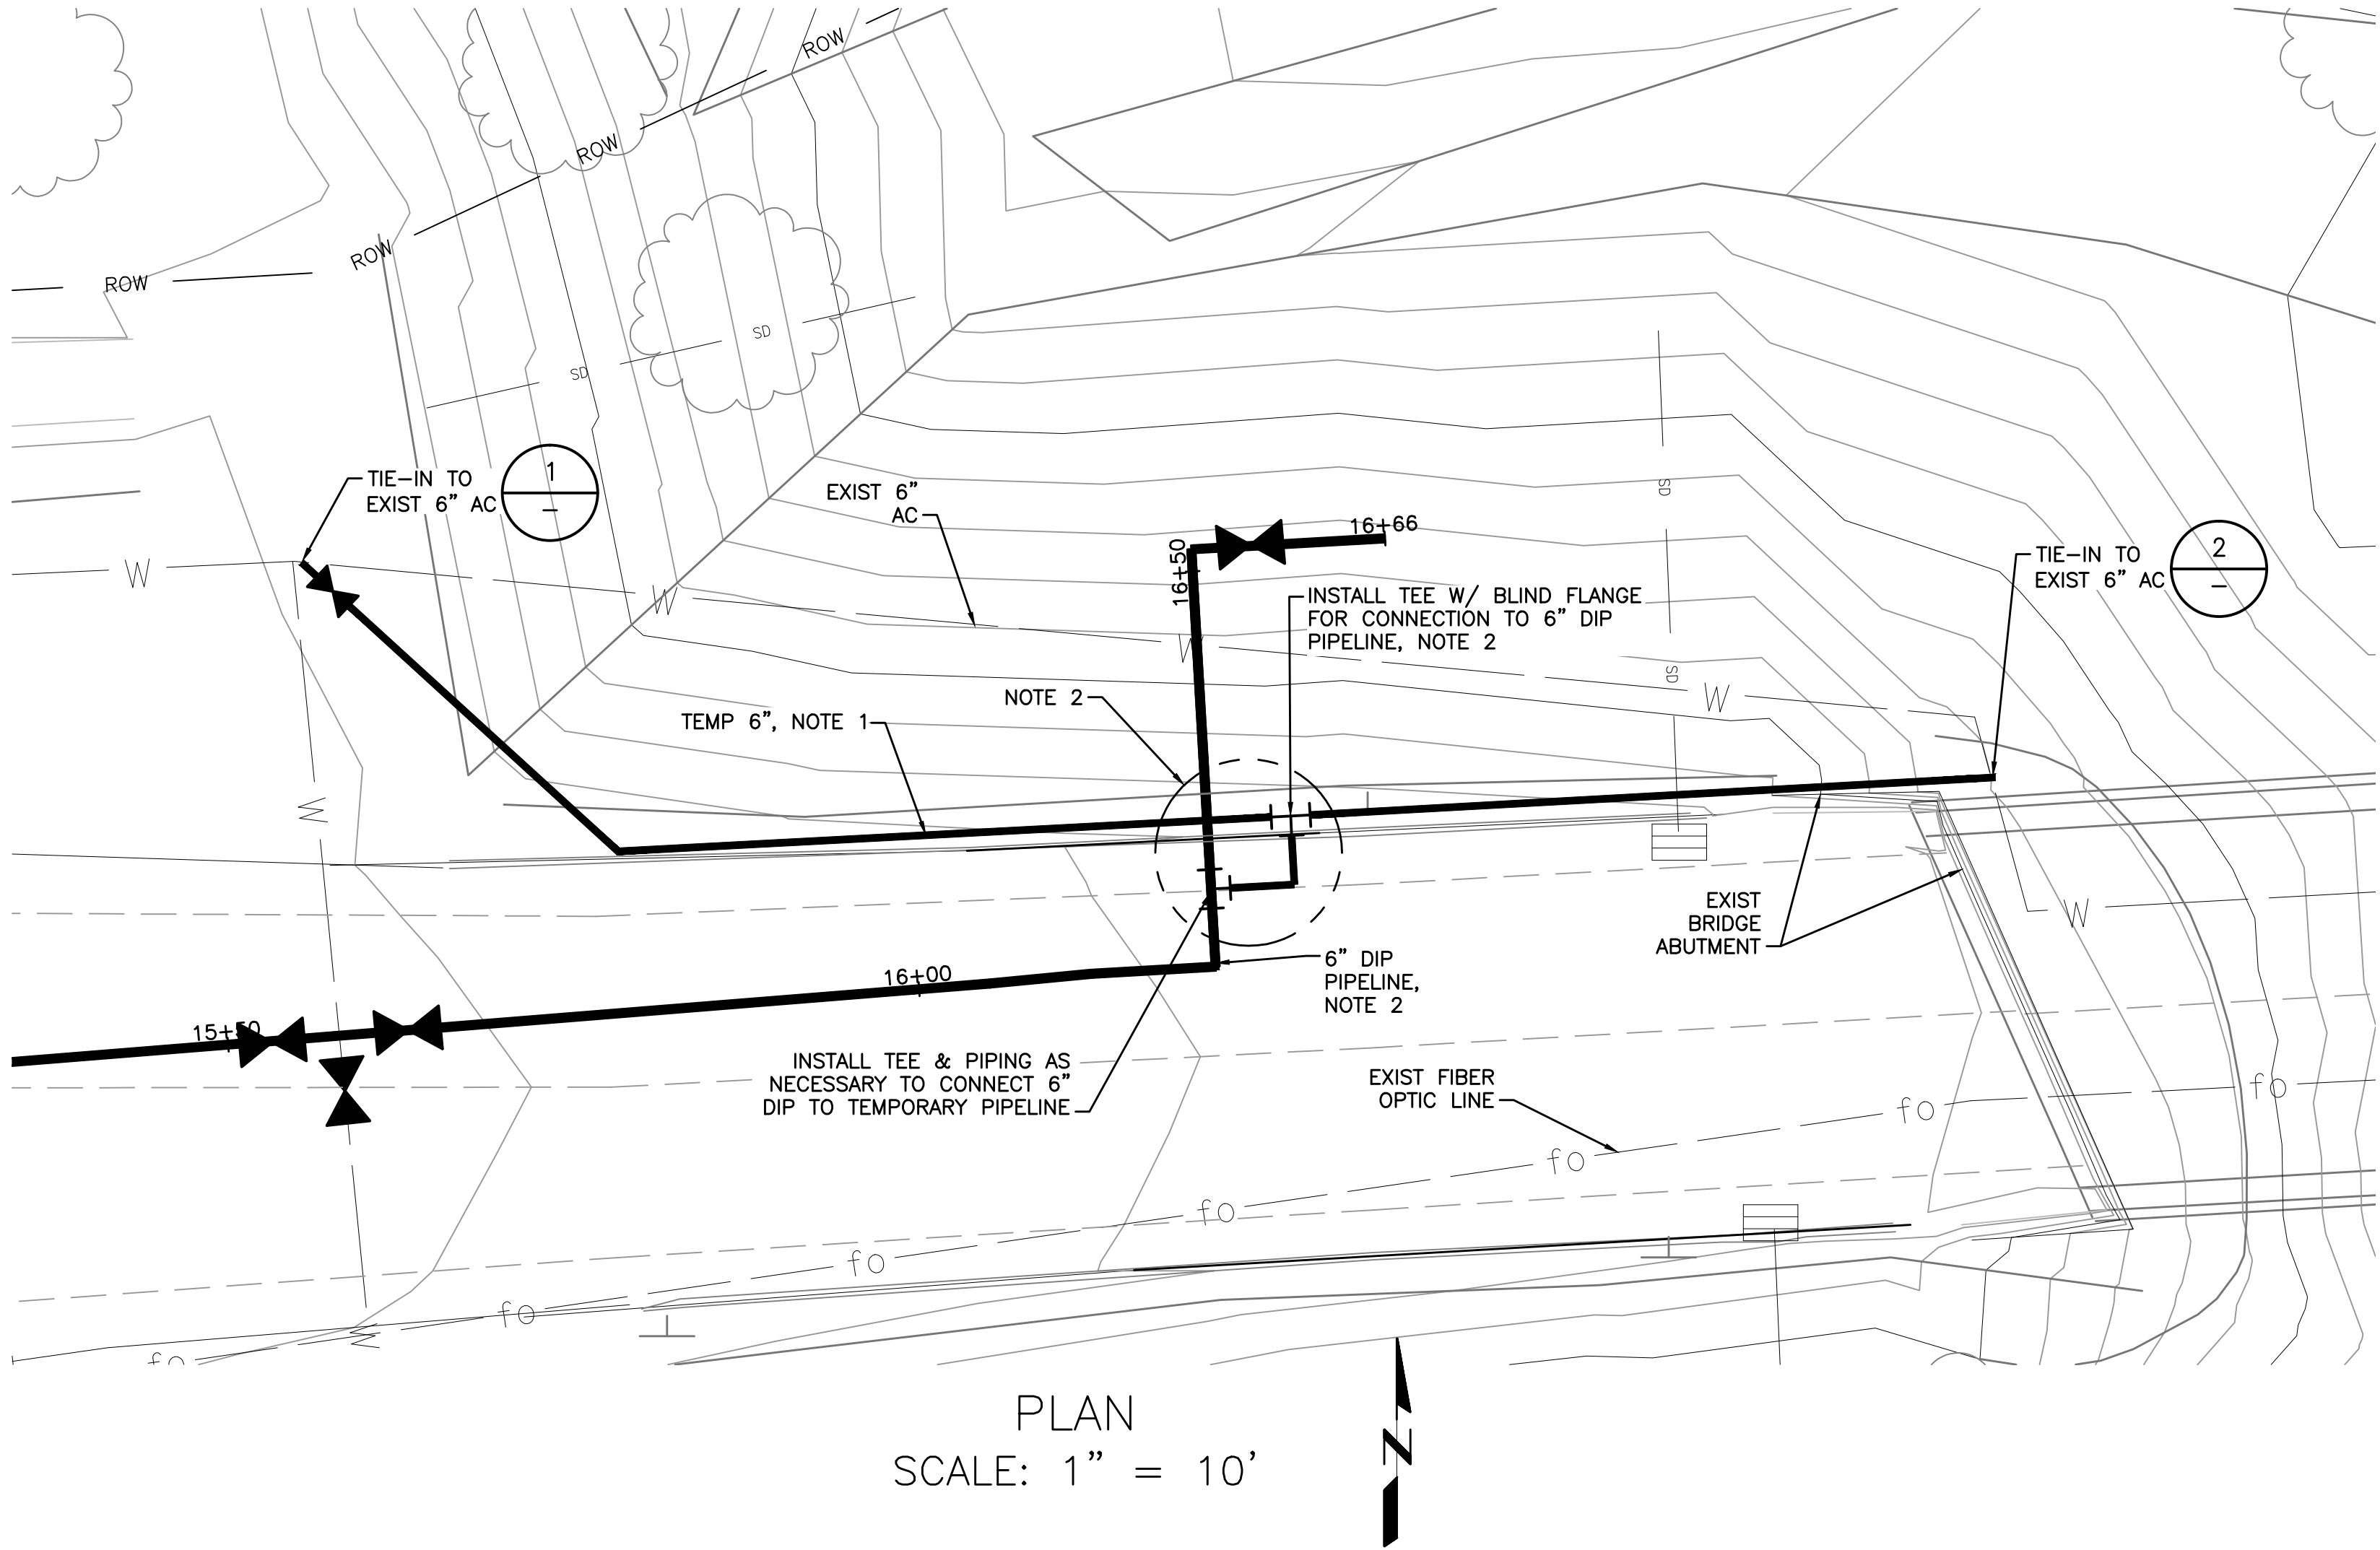 ROW
ROW
ROW
ROW
SD
SD
SD
SD
TIE-IN TO
EXIST 6" AC
1
-
EXIST 6"
AC
16+50
16+66
TIE-IN TO
EXIST 6" AC
2
-
W
W
W
W
W
W
W
INSTALL TEE W/ BLIND FLANGE
FOR CONNECTION TO 6" DIP
PIPELINE, NOTE 2
NOTE 2
TEMP 6", NOTE 1
EXIST
BRIDGE
ABUTMENT
16+00
6" DIP
PIPELINE,
NOTE 2
15+50
INSTALL TEE & PIPING AS
NECESSARY TO CONNECT 6"
DIP TO TEMPORARY PIPELINE
EXIST FIBER
OPTIC LINE
fo
fo
fo
fo
fo
fo
fo
PLAN
SCALE: 1" = 10'
N